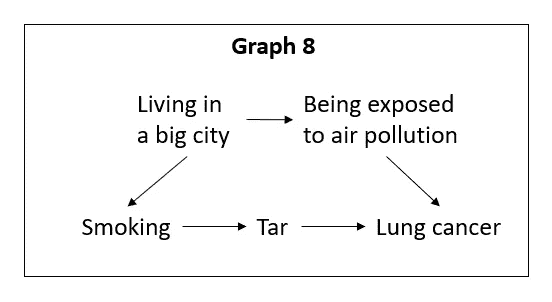 Graph 8
Living in
a big city
Being exposed
to air pollution
Smoking
Tar
Lung cancer